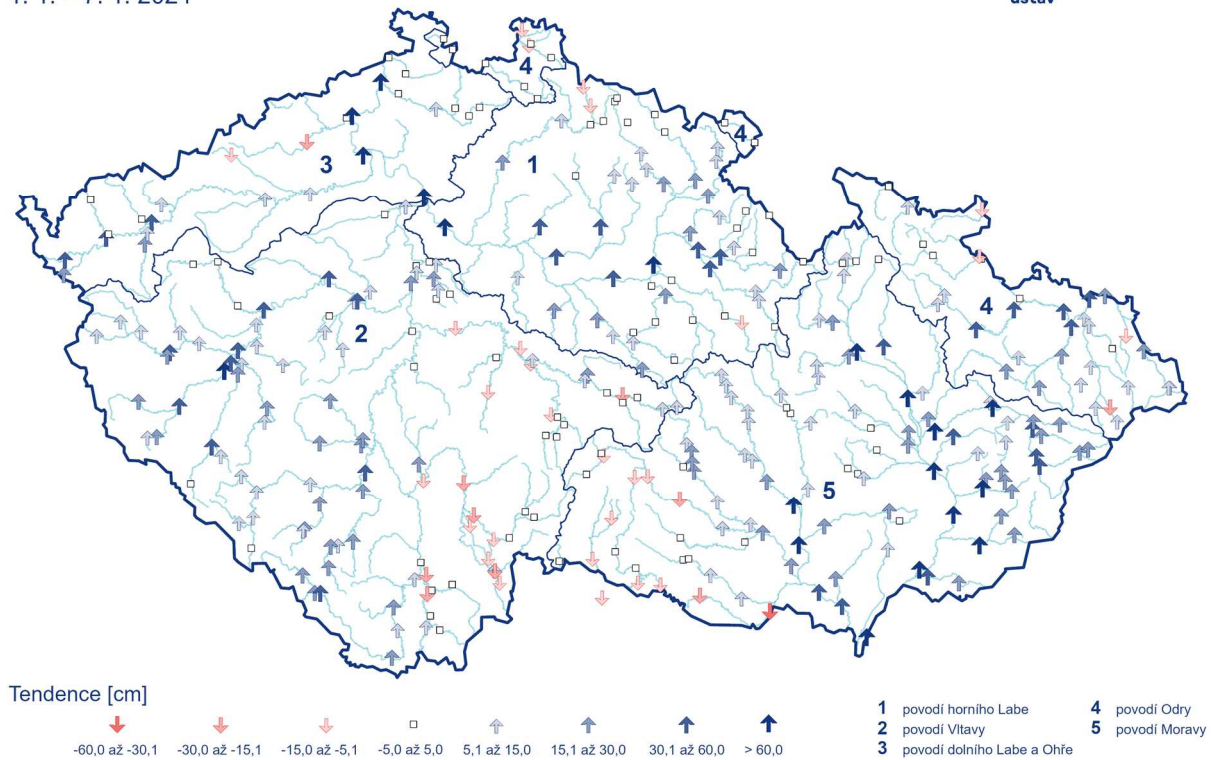 ústav
4
4
3
1
4
2
5
Tendence [cm]
-60,0 až -30,1
-30,0 až -15,1
-15,0 až -5,1
-5,0 až 5,0
5,1 až 15,0
15,1 až 30,0
30,1 až 60,0
> 60,0
1 povodí horního Labe
2 povodí Vltavy
3 povodí dolního Labe a Ohře
4 povodí Odry
5 povodí Moravy